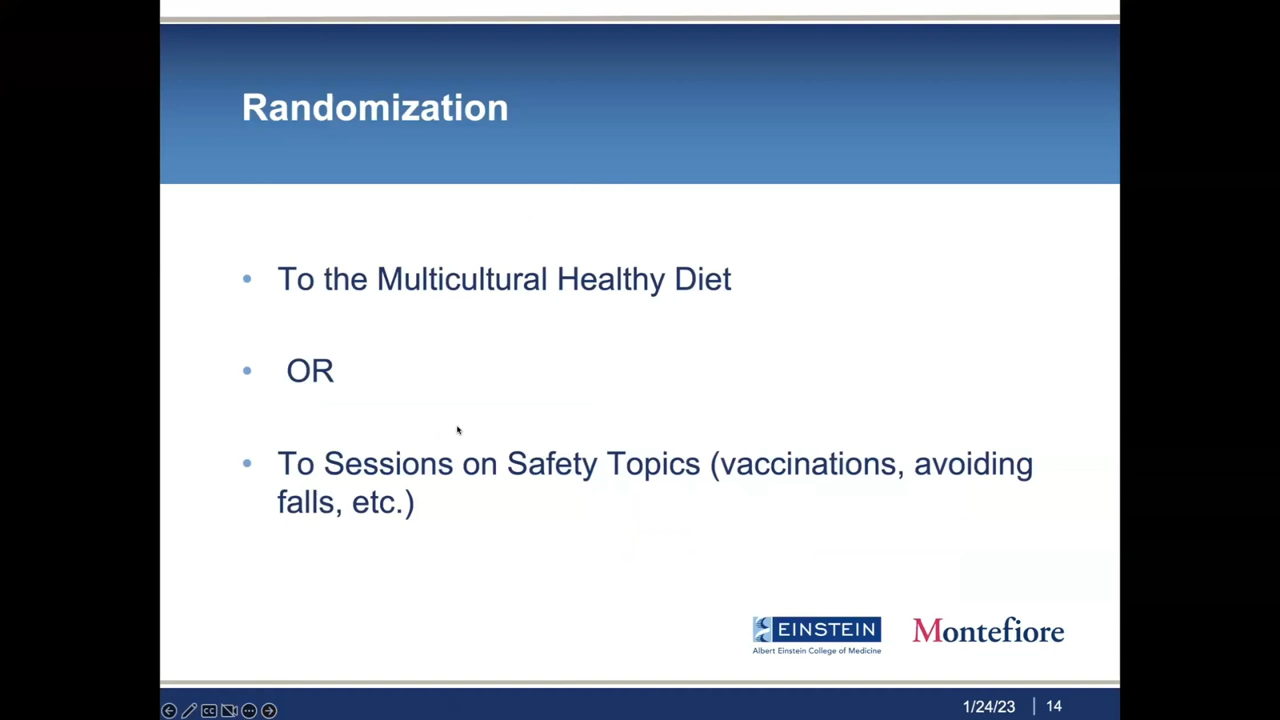 Randomization
• To the Multicultural Healthy Diet
• OR
• To Sessions on Safety Topics (vaccinations, avoiding
falls, etc.)
EINSTEIN
Albert Einstein College of Medicine
Montefiore
CC
1/24/23 | 14